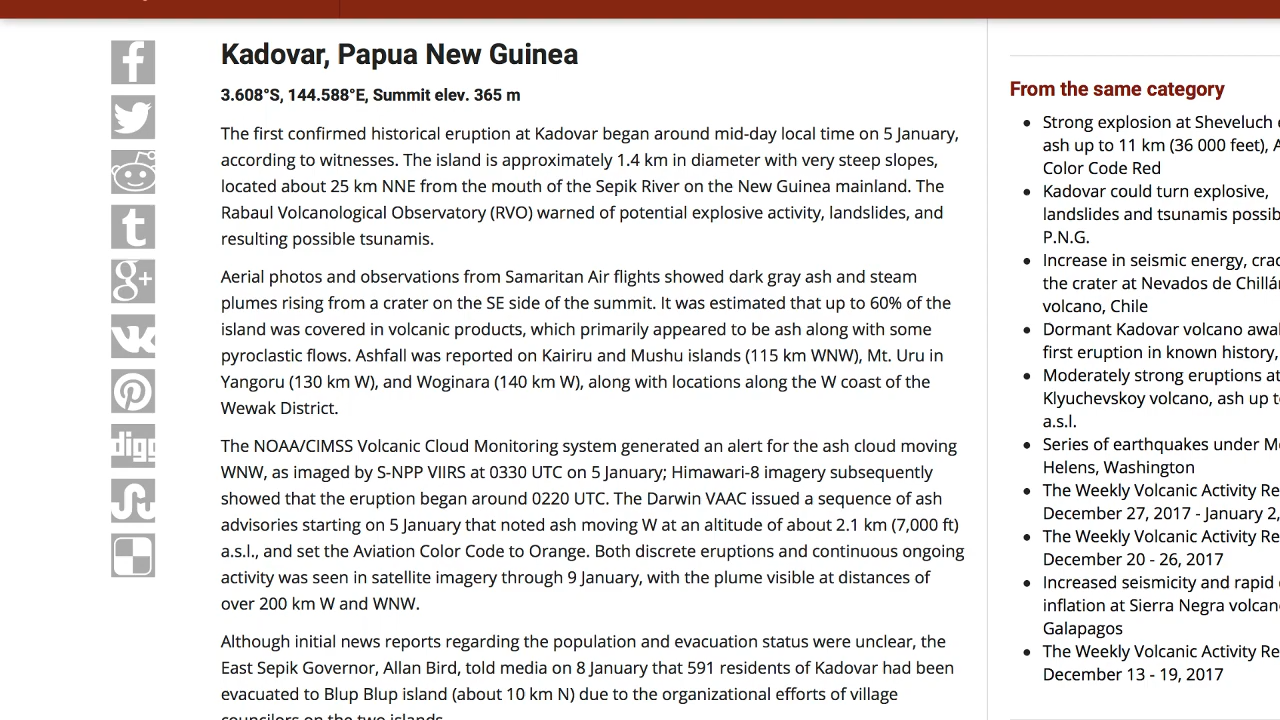 Kadovar, Papua New Guinea
3.608°S, 144.588°E, Summit elev. 365 m
The first confirmed historical eruption at Kadovar began around mid-day local time on 5 January,
according to witnesses. The island is approximately 1.4 km in diameter with very steep slopes,
located about 25 km NNE from the mouth of the Sepik River on the New Guinea mainland. The
Rabaul Volcanological Observatory (RVO) warned of potential explosive activity, landslides, and
resulting possible tsunamis.
Aerial photos and observations from Samaritan Air flights showed dark gray ash and steam
plumes rising from a crater on the SE side of the summit. It was estimated that up to 60% of the
island was covered in volcanic products, which primarily appeared to be ash along with some
pyroclastic flows. Ashfall was reported on Kairiru and Mushu islands (115 km WNW), Mt. Uru in
Yangoru (130 km W), and Woginara (140 km W), along with locations along the W coast of the
Wewak District.
The NOAA/CIMSS Volcanic Cloud Monitoring system generated an alert for the ash cloud moving
WNW, as imaged by S-NPP VIIRS at 0330 UTC on 5 January; Himawari-8 imagery subsequently
showed that the eruption began around 0220 UTC. The Darwin VAAC issued a sequence of ash
advisories starting on 5 January that noted ash moving W at an altitude of about 2.1 km (7,000 ft)
a.s.l., and set the Aviation Color Code to Orange. Both discrete eruptions and continuous ongoing
activity was seen in satellite imagery through 9 January, with the plume visible at distances of
over 200 km W and WNW.
Although initial news reports regarding the population and evacuation status were unclear, the
East Sepik Governor, Allan Bird, told media on 8 January that 591 residents of Kadovar had been
evacuated to Blup Blup island (about 10 km N) due to the organizational efforts of village
councilors on the two islands.
digg
From the same category
Strong explosion at Sheveluch
ash up to 11 km (36 000 feet),
Color Code Red
Kadovar could turn explosive,
landslides and tsunamis
P.N.G.
Increase in seismic energy,
the crater at Nevados de
volcano, Chile
Dormant Kadovar volcano
first eruption in known history,
Moderately strong eruptions at
Klyuchevskoy volcano, ash up
a.s.l.
Series of earthquakes under
Helens, Washington
The Weekly Volcanic Activity
December 27, 2017 - January 2,
The Weekly Volcanic Activity
December 20 - 26, 2017
Increased seismicity and rapid
inflation at Sierra Negra
Galapagos
The Weekly Volcanic Activity
December 13 - 19, 2017